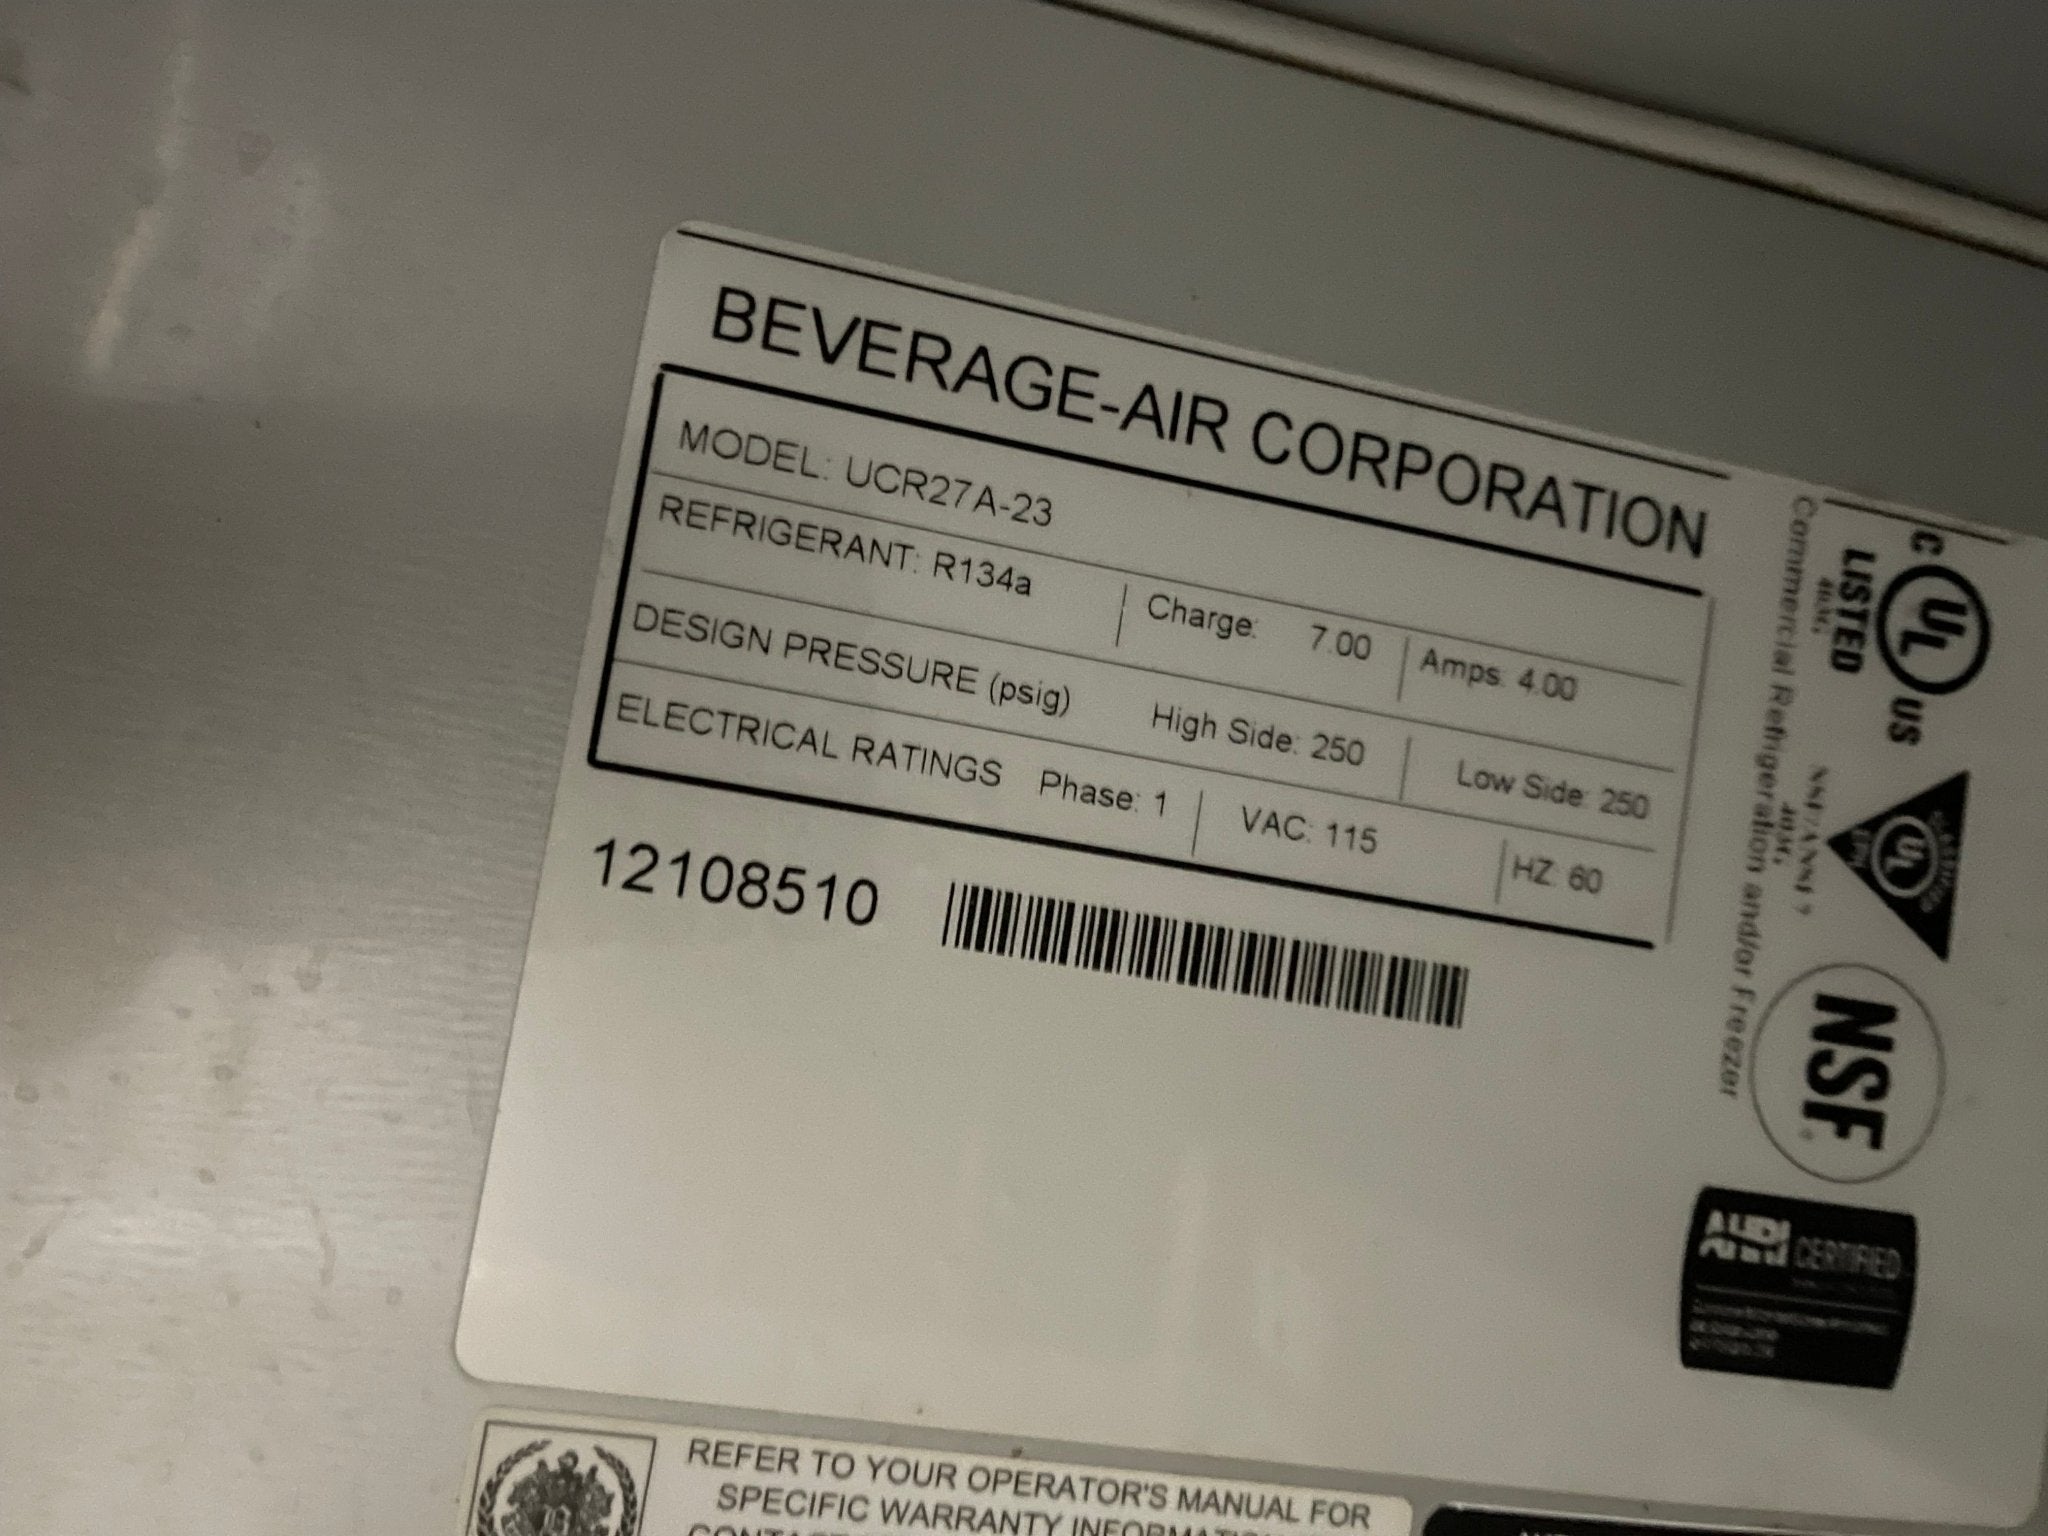 BEVERAGE-AIR CORPORATION
MODEL: UCR27A-23
REFRIGERANT: R134a Charge: 7.00 Amps: 4.00
DESIGN PRESSURE (psig) High Side: 250 Low Side: 250
ELECTRICAL RATINGS Phase: 1 VAC: 115 HZ: 60
12108510
C UL US
LISTED
Commercial Refrigeration and/or Freezer
UL
NSF
CERTIFIED
REFER TO YOUR OPERATOR'S MANUAL FOR
SPECIFIC WARRANTY